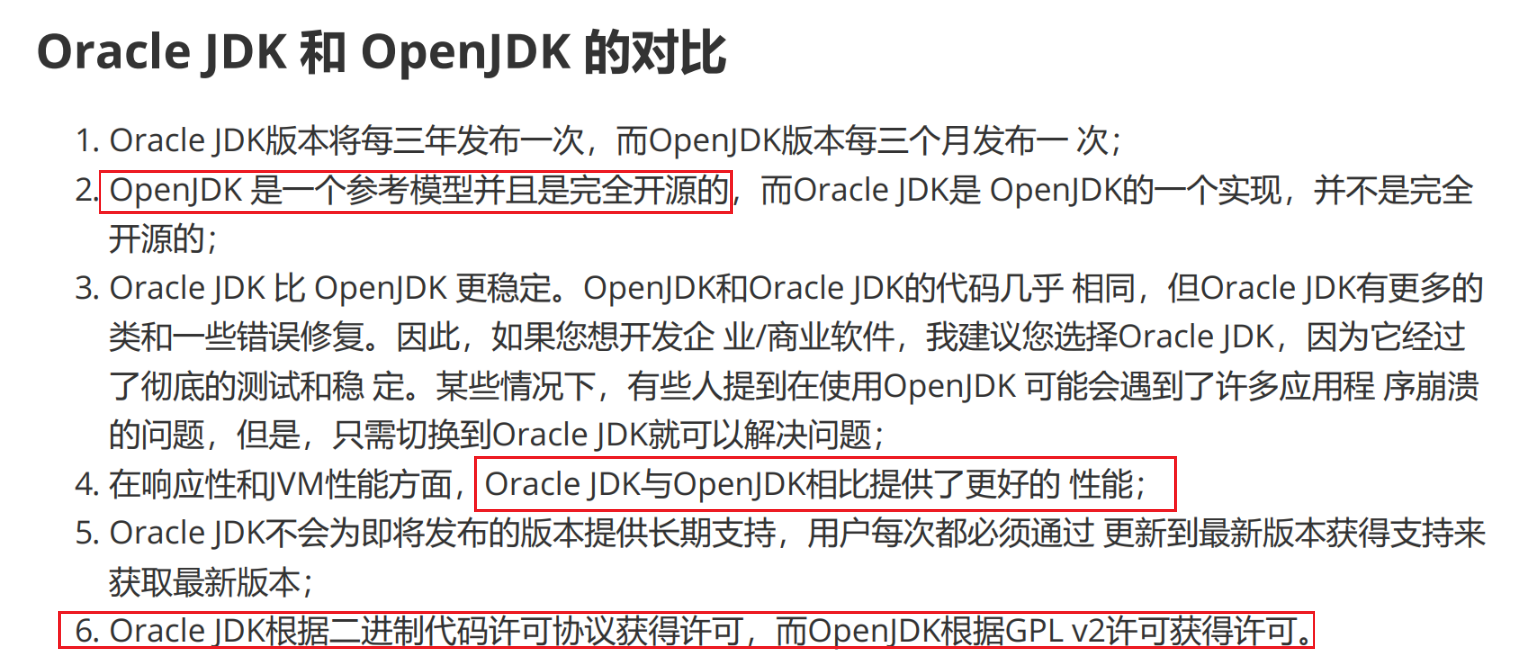 Oracle JDK 和 OpenJDK 的对比
1. Oracle JDK版本将每三年发布一次，而OpenJDK版本每三个月发布一 次；
2. OpenJDK 是一个参考模型并且是完全开源的，而Oracle JDK是 OpenJDK的一个实现，并不是完全
开源的；
3. Oracle JDK 比 OpenJDK 更稳定。OpenJDK和Oracle JDK的代码几乎 相同，但Oracle JDK有更多的
类和一些错误修复。因此，如果您想开发企 业/商业软件，我建议您选择Oracle JDK，因为它经过
了彻底的测试和稳 定。某些情况下，有些人提到在使用OpenJDK 可能会遇到了许多应用程 序崩溃
的问题，但是，只需切换到Oracle JDK就可以解决问题；
4. 在响应性和JVM性能方面，Oracle JDK与OpenJDK相比提供了更好的 性能；
5. Oracle JDK不会为即将发布的版本提供长期支持，用户每次都必须通过 更新到最新版本获得支持来
获取最新版本；
6. Oracle JDK根据二进制代码许可协议获得许可，而OpenJDK根据GPL v2许可获得许可。